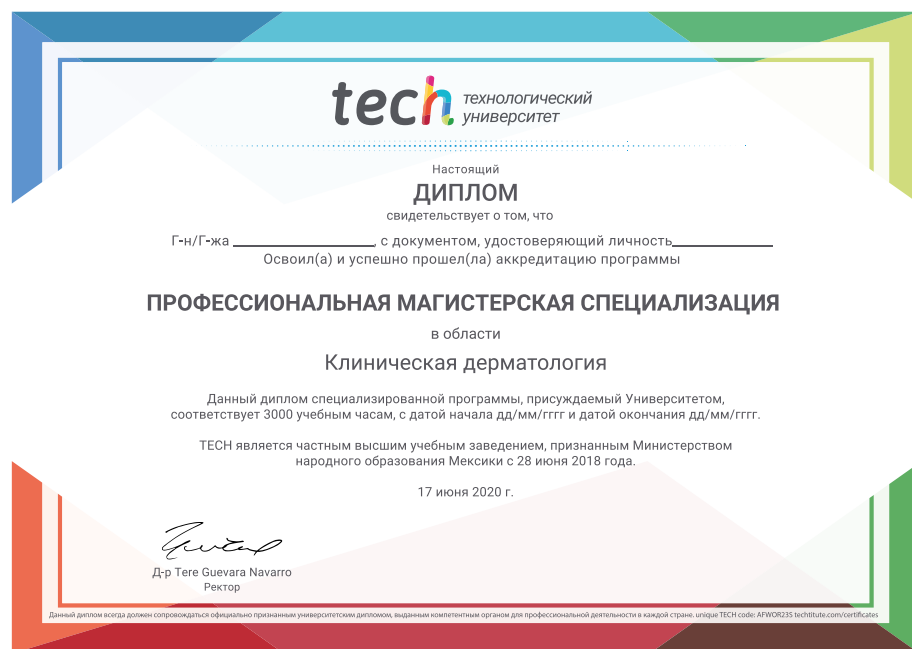 tech технологический
университет
Настоящий
ДИПЛОМ
свидетельствует о том, что
Г-н/Г-жа ____________________, с документом, удостоверяющий личность______________
Освоил(а) и успешно прошел(ла) аккредитацию программы
ПРОФЕССИОНАЛЬНАЯ МАГИСТЕРСКАЯ СПЕЦИАЛИЗАЦИЯ
в области
Клиническая дерматология
Данный диплом специализированной программы, присуждаемый Университетом,
соответствует 3000 учебным часам, с датой начала дд/мм/гггг и датой окончания дд/мм/гггг.
TECH является частным высшим учебным заведением, признанным Министерством
народного образования Мексики с 28 июня 2018 года.
17 июня 2020 г.
Д-р Tere Guevara Navarro
Ректор
Данный диплом всегда должен сопровождаться официально признанным университетским дипломом, выданным компетентным органом для профессиональной деятельности в каждой стране. unique TECH code: AFWOR23S techtitute.com/certificates